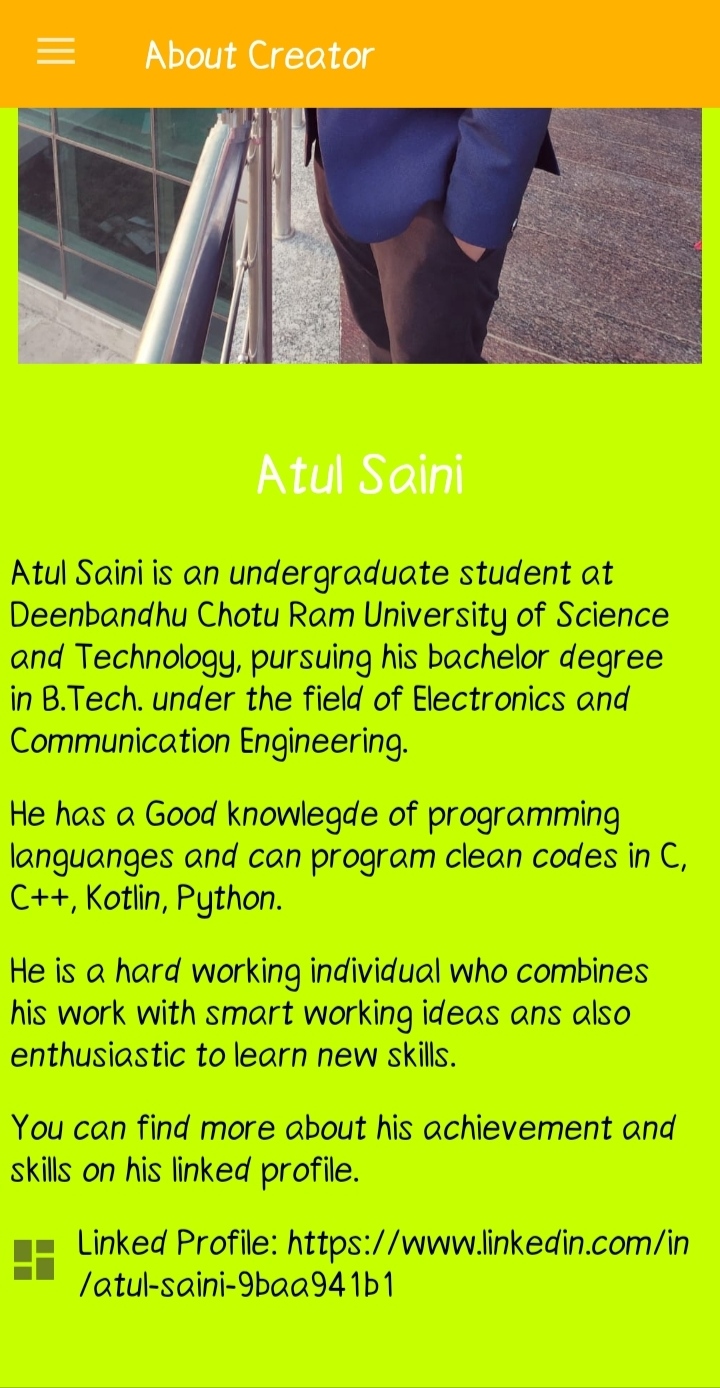 About Creator
Atul Saini
Atul Saini is an undergraduate student at
Deenbandhu Chotu Ram University of Science
and Technology, pursuing his bachelor degree
in B.Tech. under the field of Electronics and
Communication Engineering.
He has a Good knowlegde of programming
languanges and can program clean codes in C,
C++, Kotlin, Python.
He is a hard working individual who combines
his work with smart working ideas ans also
enthusiastic to learn new skills.
You can find more about his achievement and
skills on his linked profile.
Linked Profile: https://www.linkedin.com/in
/atul-saini-9baa941b1